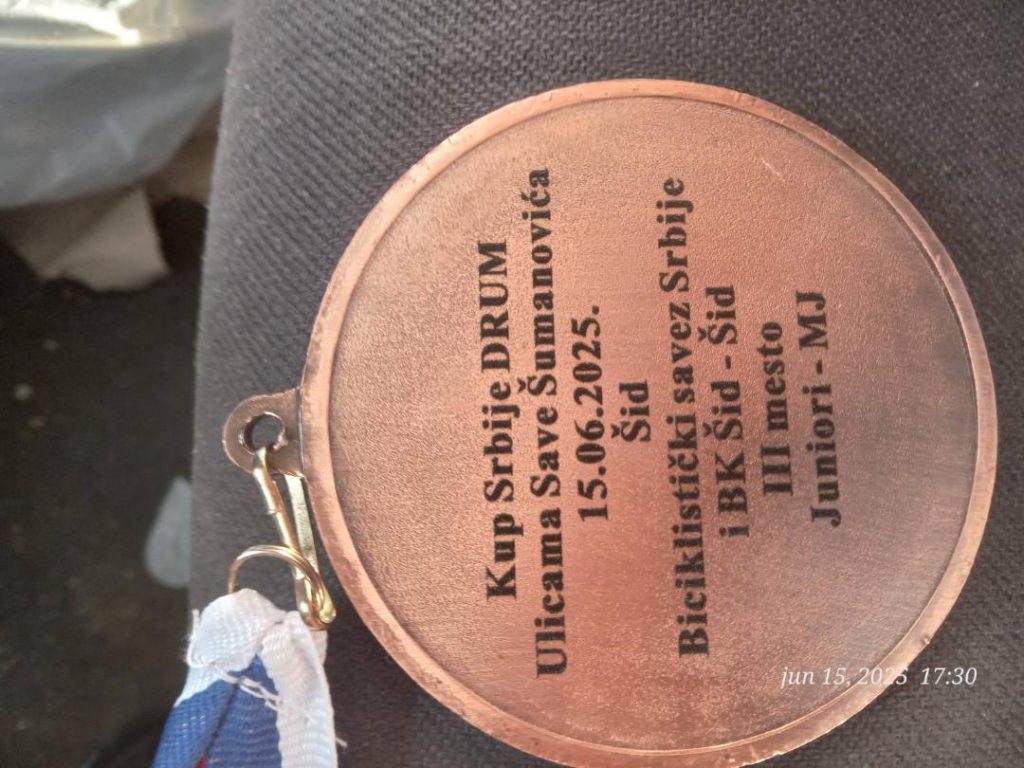 Kup Srbije DRUM
Ulicama Save Šumanovića
15.06.2025.
Šid
Biciklistički savez Srbije
i BK Šid - Šid
III mesto
Juniori - MJ
jun 15, 2025 17:30